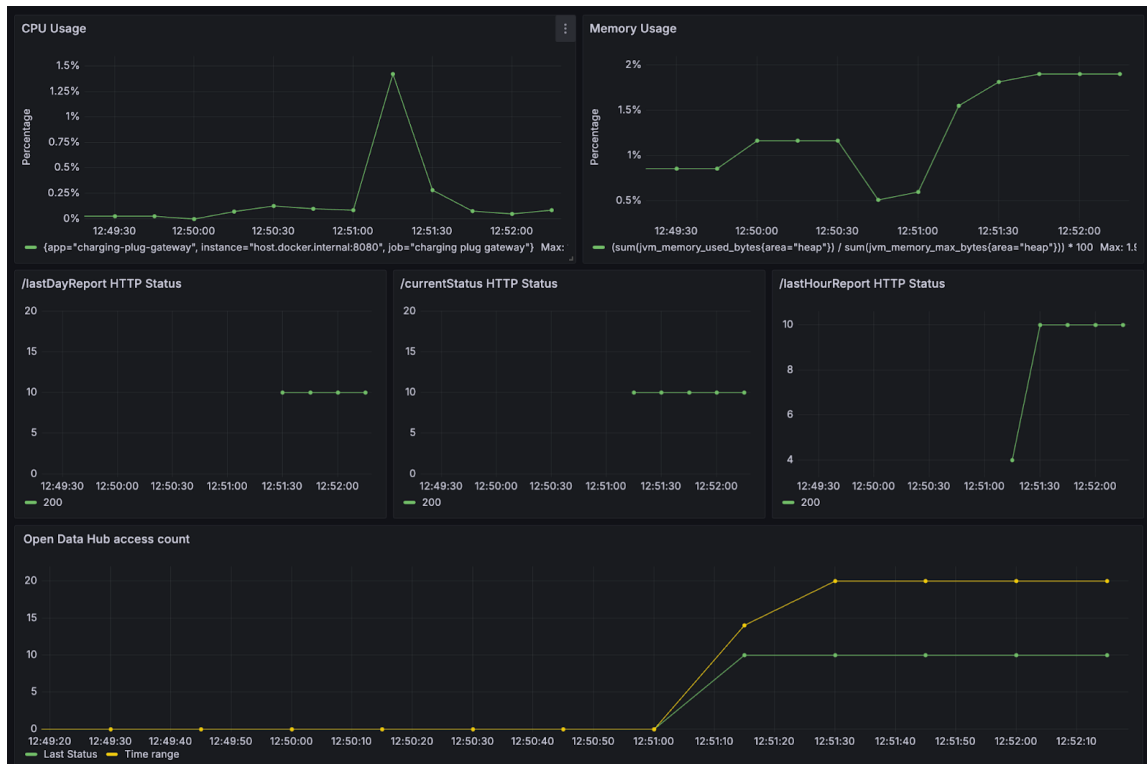 CPU Usage
Percentage
1.5%
1.25%
1%
0.75%
0.5%
0.25%
0%
12:49:30 12:50:00 12:50:30 12:51:00 12:51:30 12:52:00
{app="charging-plug-gateway", instance="host.docker.internal:8080", job="charging plug gateway"} Max:
Memory Usage
Percentage
2%
1.5%
1%
0.5%
12:49:30 12:50:00 12:50:30 12:51:00 12:51:30 12:52:00
(sum(jvm_memory_used_bytes{area="heap"}) / sum(jvm_memory_max_bytes{area="heap"})) * 100 Max: 1.9
/lastDayReport HTTP Status
20
15
10
5
0
12:49:30 12:50:00 12:50:30 12:51:00 12:51:30 12:52:00
200
/currentStatus HTTP Status
20
15
10
5
0
12:49:30 12:50:00 12:50:30 12:51:00 12:51:30 12:52:00
200
/lastHourReport HTTP Status
10
8
6
4
12:49:30 12:50:00 12:50:30 12:51:00 12:51:30 12:52:00
200
Open Data Hub access count
20
15
10
5
0
12:49:20 12:49:30 12:49:40 12:49:50 12:50:00 12:50:10 12:50:20 12:50:30 12:50:40 12:50:50 12:51:00 12:51:10 12:51:20 12:51:30 12:51:40 12:51:50 12:52:00 12:52:10
Last Status Time range